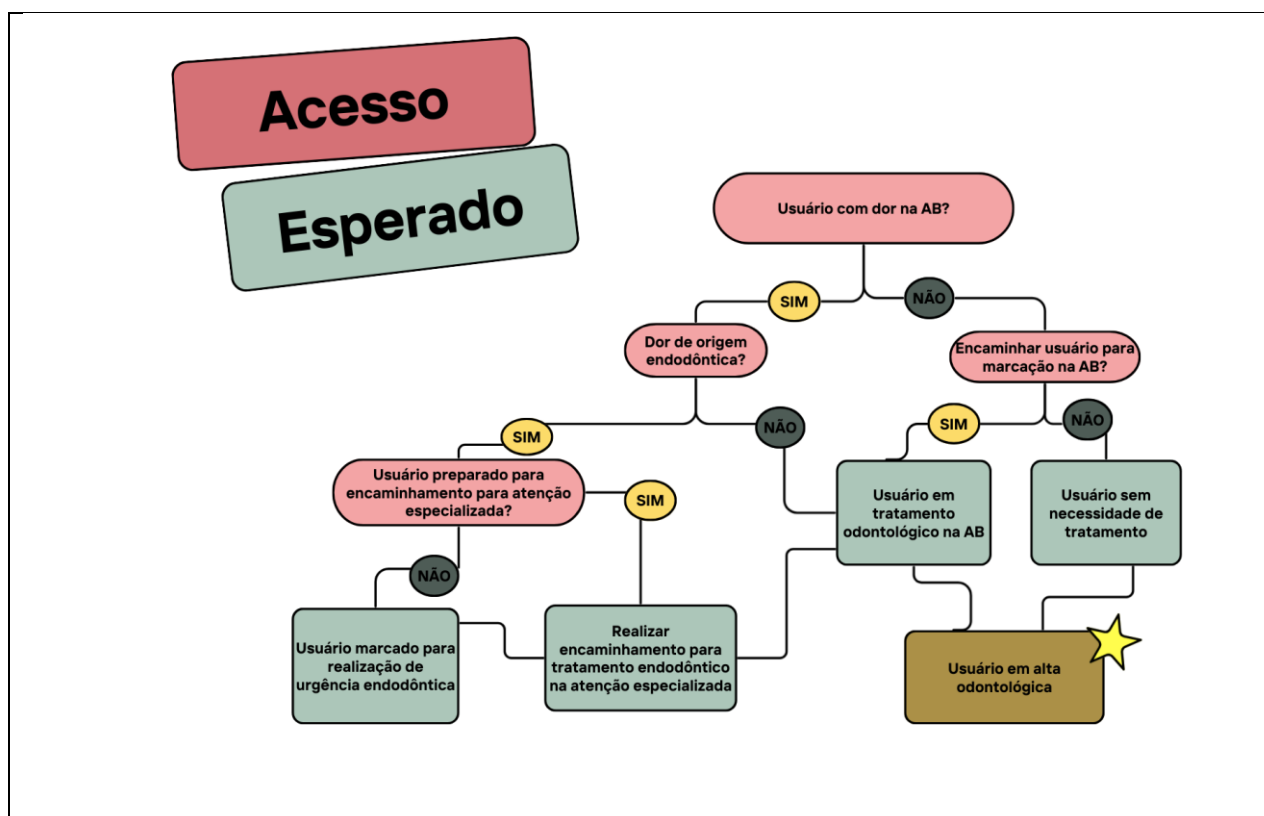 Acesso
Esperado
Usuário com dor na AB?
SIM
NÃO
Dor de origem
endodôntica?
Encaminhar usuário para
marcação na AB?
SIM
NÃO
SIM
NÃO
Usuário preparado para
encaminhamento para atenção
especializada?
SIM
Usuário em
tratamento
odontológico na AB
Usuário sem
necessidade de
tratamento
NÃO
Usuário marcado para
realização de
urgência endodôntica
Realizar
encaminhamento para
tratamento endodôntico
na atenção especializada
Usuário em alta
odontológica